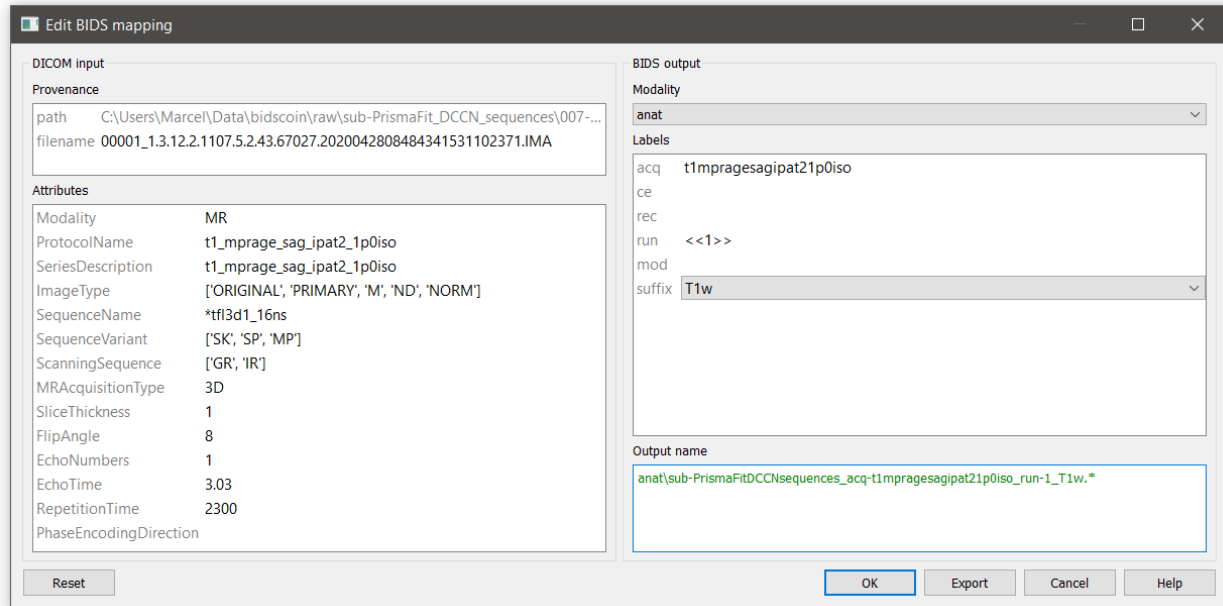 Edit BIDS mapping
DICOM input
Provenance
path C:\Users\Marcel\Data\bidscoin\raw\sub-PrismaFit_DCCN_sequences\007-...
filename 00001_1.3.12.2.1107.5.2.43.67027.2020042808484341531102371.IMA
Attributes
Modality MR
ProtocolName t1_mprage_sag_ipat2_1p0iso
SeriesDescription t1_mprage_sag_ipat2_1p0iso
ImageType ['ORIGINAL', 'PRIMARY', 'M', 'ND', 'NORM']
SequenceName *tfl3d1_16ns
SequenceVariant ['SK', 'SP', 'MP']
ScanningSequence ['GR', 'IR']
MRAcquisitionType 3D
SliceThickness 1
FlipAngle 8
EchoNumbers 1
EchoTime 3.03
RepetitionTime 2300
PhaseEncodingDirection
BIDS output
Modality
anat
Labels
acq t1mpragesagipat21p0iso
ce
rec
run <<1>>
mod
suffix T1w
Output name
anat\sub-PrismaFitDCCNsequences_acq-t1mpragesagipat21p0iso_run-1_T1w.*
Reset OK Export Cancel Help